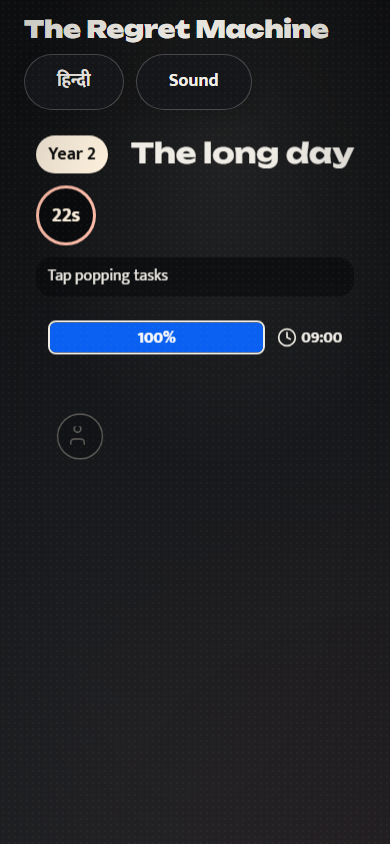 The Regret Machine
हिन्दी
Sound
Year 2
The long day
22s
Tap popping tasks
100%
09:00